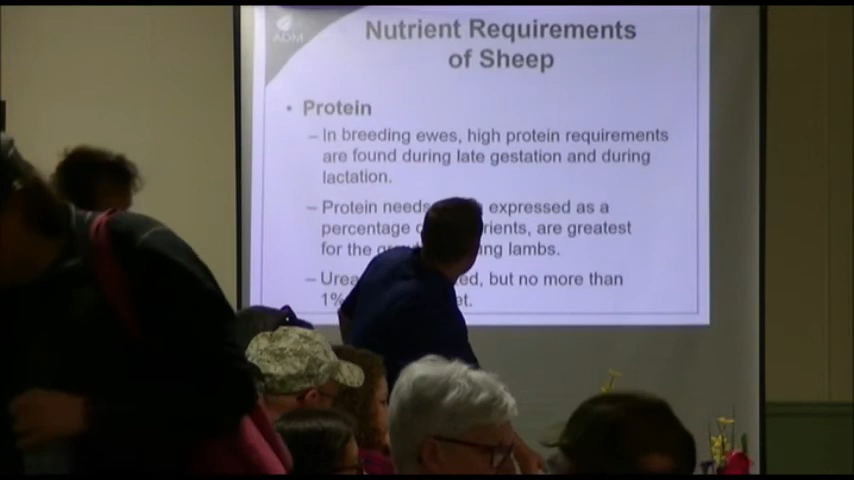 ADM
Nutrient Requirements
of Sheep
• Protein
– In breeding ewes, high protein requirements
are found during late gestation and during
lactation.
– Protein needs expressed as a
percentage rients, are greatest
for the ng lambs.
– Urea ed, but no more than
1% et.